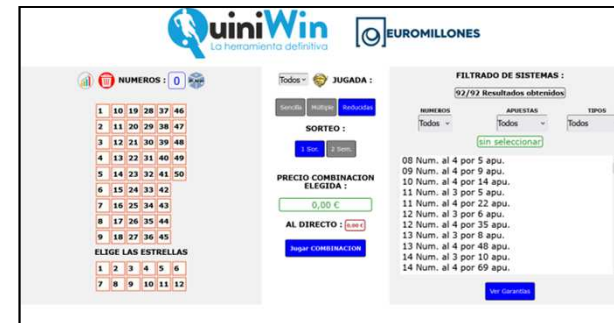 QuiniWin
La herramienta definitiva
EUROMILLONES
NUMEROS : 0
1 10 19 28 37 46
2 11 20 29 38 47
3 12 21 30 39 48
4 13 22 31 40 49
5 14 23 32 41 50
6 15 24 33 42
7 16 25 34 43
8 17 26 35 44
9 18 27 36 45
ELIGE LAS ESTRELLAS
1 2 3 4 5 6
7 8 9 10 11 12
Todos JUGADA :
Sencilla Múltiple Reducidas
SORTEO :
1 Sor. 2 Sem.
PRECIO COMBINACION
ELEGIDA :
0,00 €
AL DIRECTO : 0,00 €
Jugar COMBINACION
FILTRADO DE SISTEMAS :
92/92 Resultados obtenidos
NUMEROS APUESTAS TIPOS
Todos Todos Todos
sin seleccionar
08 Num. al 4 por 5 apu.
09 Num. al 4 por 9 apu.
10 Num. al 4 por 14 apu.
11 Num. al 3 por 5 apu.
11 Num. al 4 por 22 apu.
12 Num. al 3 por 6 apu.
12 Num. al 4 por 35 apu.
13 Num. al 3 por 8 apu.
13 Num. al 4 por 48 apu.
14 Num. al 3 por 10 apu.
14 Num. al 4 por 69 apu.
Ver Garantías